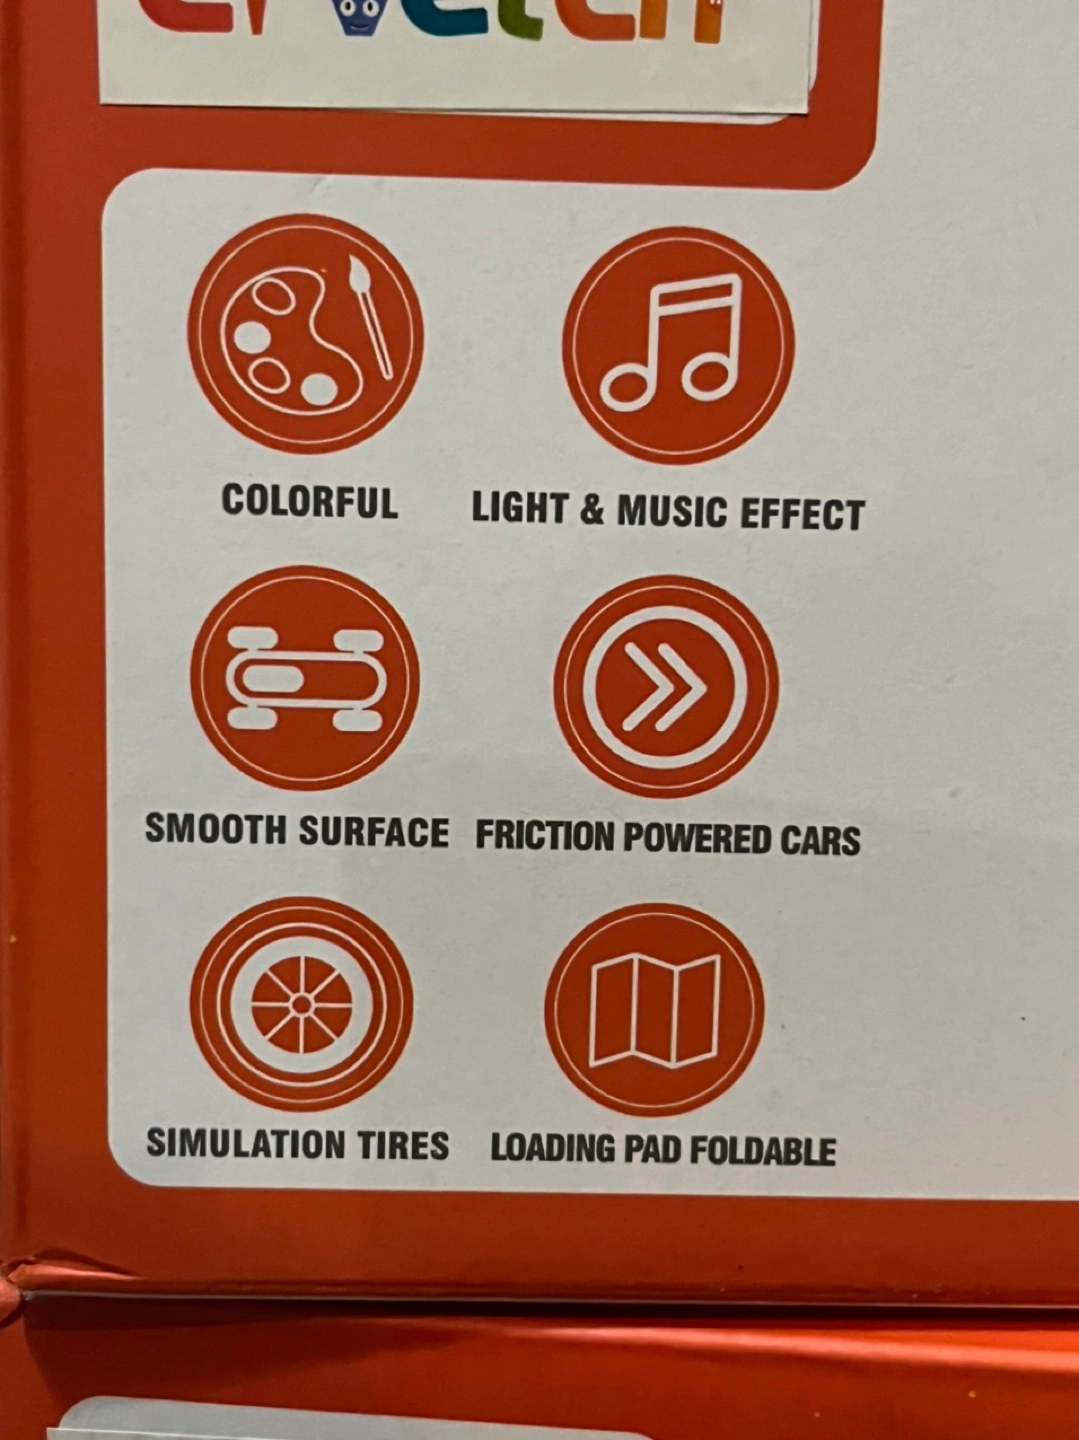 COLORFUL
LIGHT & MUSIC EFFECT
SMOOTH SURFACE
FRICTION POWERED CARS
SIMULATION TIRES
LOADING PAD FOLDABLE